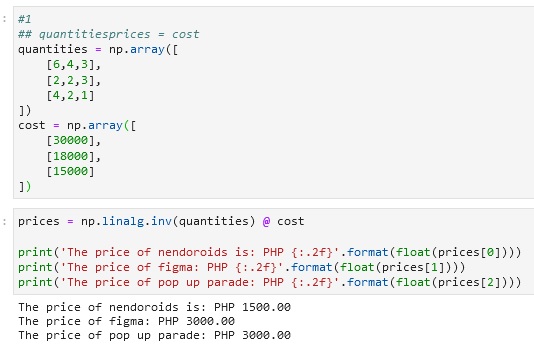 #1
## quantitiesprices = cost
quantities = np.array([
    [6,4,3],
    [2,2,3],
    [4,2,1]
])
cost = np.array([
    [30000],
    [18000],
    [15000]
])
prices = np.linalg.inv(quantities) @ cost
print('The price of nendoroids is: PHP {:.2f}'.format(float(prices[0])))
print('The price of figma: PHP {:.2f}'.format(float(prices[1])))
print('The price of pop up parade: PHP {:.2f}'.format(float(prices[2])))
The price of nendoroids is: PHP 1500.00
The price of figma: PHP 3000.00
The price of pop up parade: PHP 3000.00